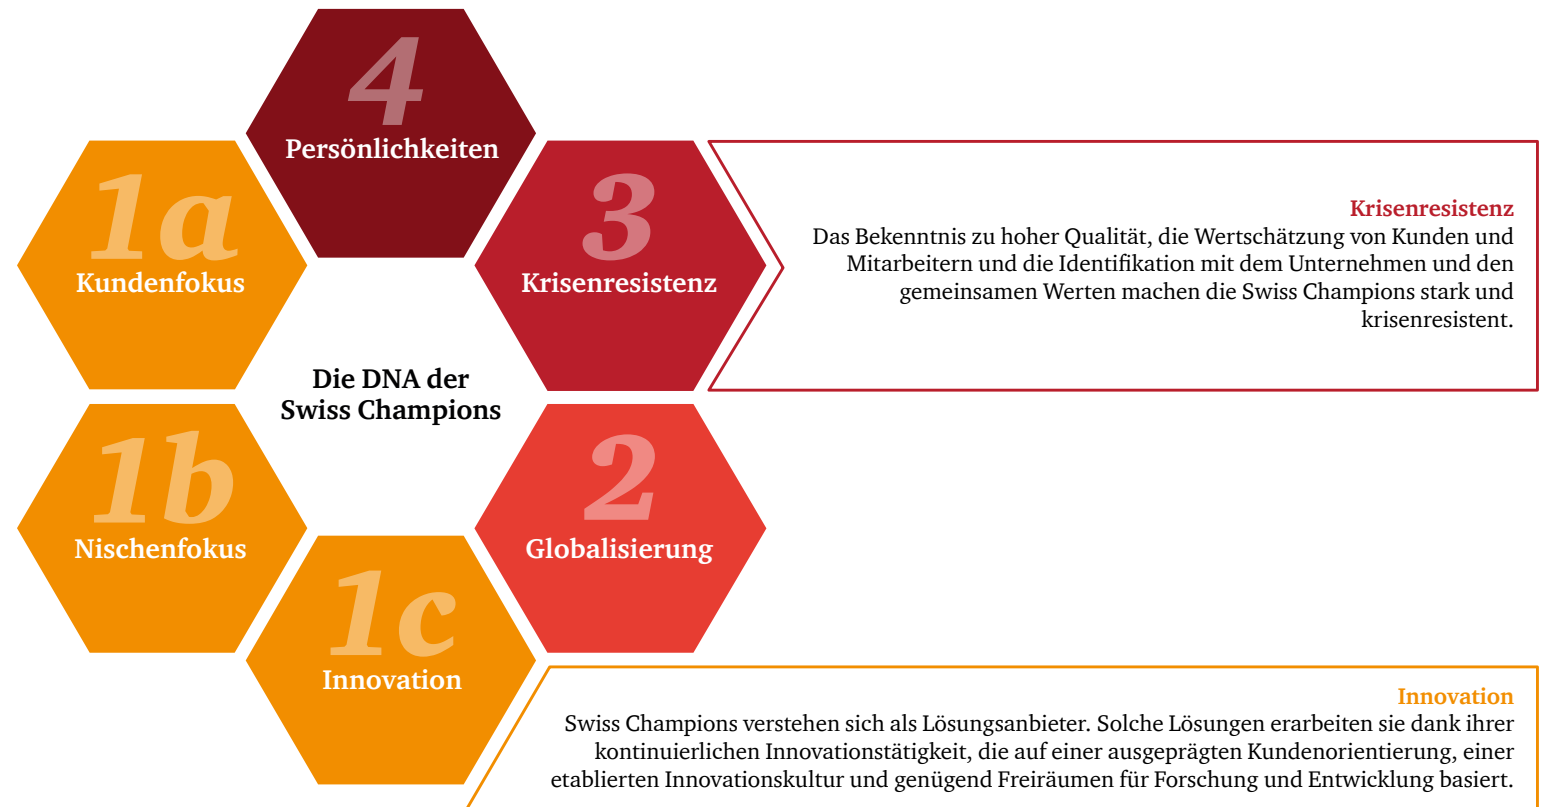 4
Persönlichkeiten
1a
Kundenfokus
3
Krisenresistenz
Krisenresistenz
Das Bekenntnis zu hoher Qualität, die Wertschätzung von Kunden und
Mitarbeitern und die Identifikation mit dem Unternehmen und den
gemeinsamen Werten machen die Swiss Champions stark und
krisenresistent.
Die DNA der
Swiss Champions
1b
Nischenfokus
2
Globalisierung
1c
Innovation
Innovation
Swiss Champions verstehen sich als Lösungsanbieter. Solche Lösungen erarbeiten sie dank ihrer
kontinuierlichen Innovationstätigkeit, die auf einer ausgeprägten Kundenorientierung, einer
etablierten Innovationskultur und genügend Freiräumen für Forschung und Entwicklung basiert.